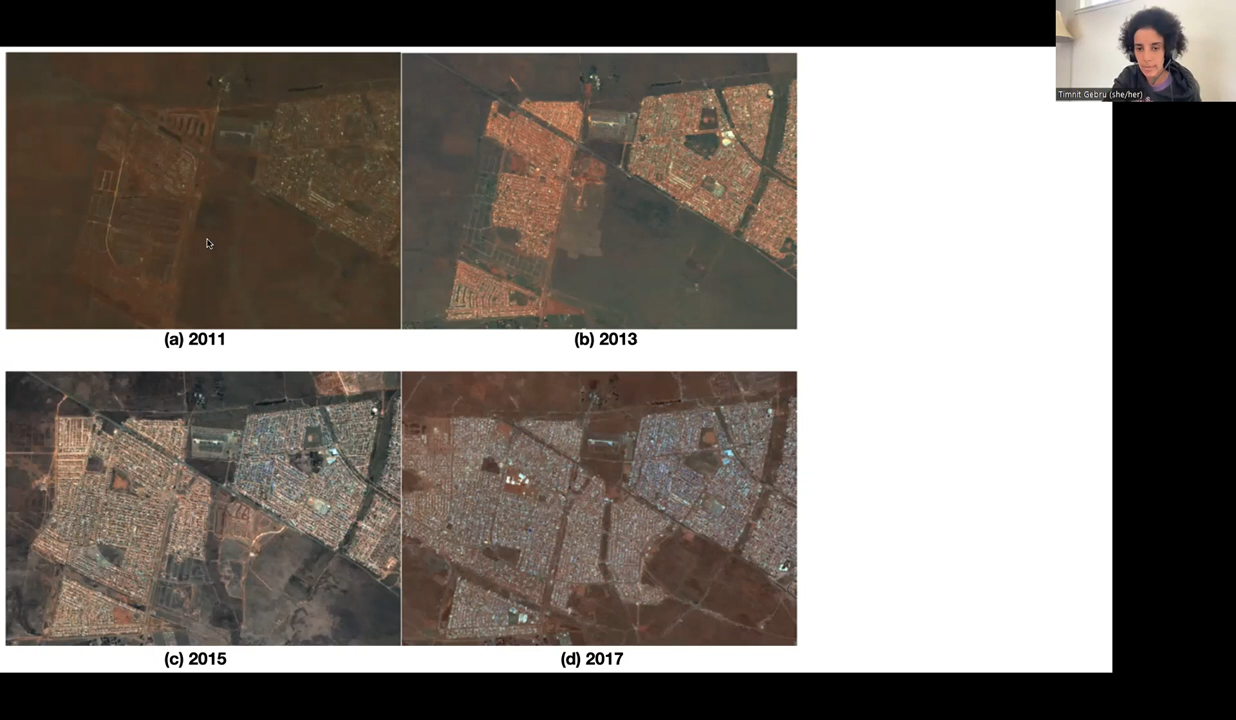 Timnit Gebru (she/her)
(a) 2011
(b) 2013
(c) 2015
(d) 2017